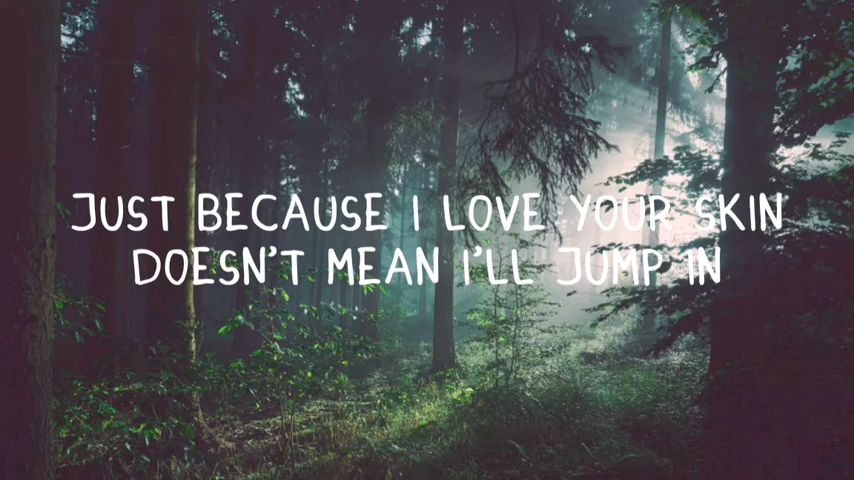 JUST BECAUSE I LOVE YOUR SKIN
DOESN'T MEAN I'LL JUMP IN